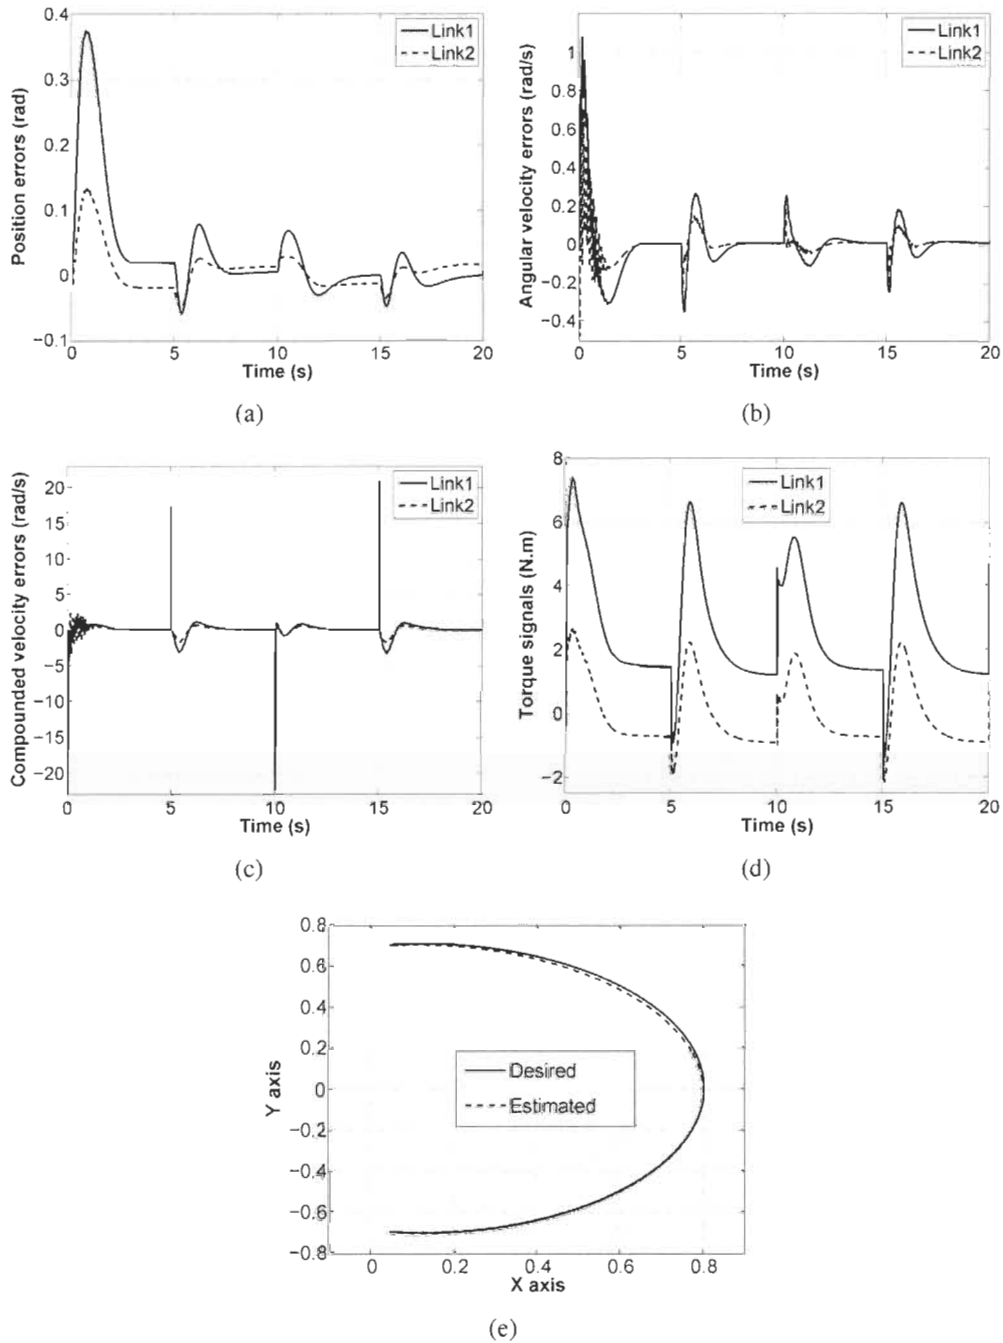 0.4
0.3
0.2
0.1
0
−0.1
0 5 10 15 20
Position errors (rad)
Time (s)
Link1
Link2
(a)
1
0.8
0.6
0.4
0.2
0
−0.2
−0.4
0 5 10 15 20
Angular velocity errors (rad/s)
Time (s)
Link1
Link2
(b)
20
15
10
5
0
−5
−10
−15
−20
0 5 10 15 20
Compounded velocity errors (rad/s)
Time (s)
Link1
Link2
(c)
8
6
4
2
0
−2
0 5 10 15 20
Torque signals (N.m)
Time (s)
Link1
Link2
(d)
0.8
0.6
0.4
0.2
0
−0.2
−0.4
−0.6
−0.8
0 0.2 0.4 0.6 0.8
Y axis
X axis
Desired
Estimated
(e)